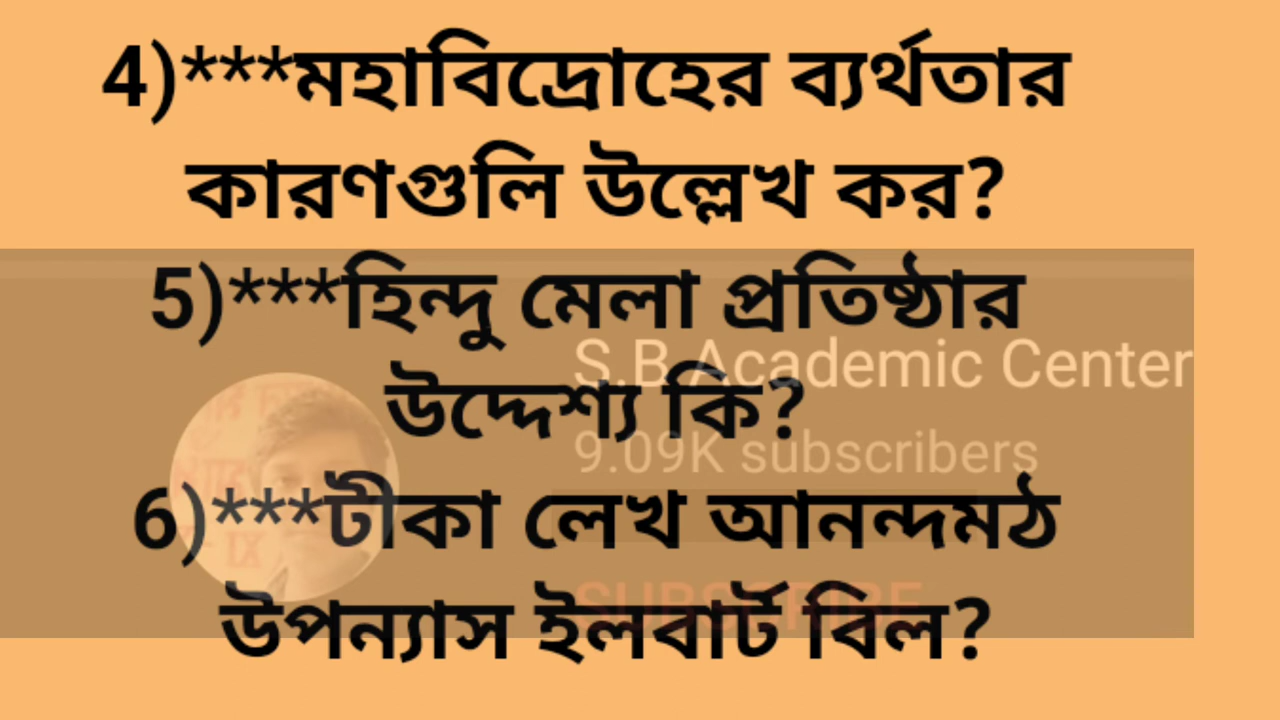 4)***মহাবিদ্রোহের ব্যর্থতার
কারণগুলি উল্লেখ কর?
5)***হিন্দু মেলা প্রতিষ্ঠার
S.B Academic Center
উদ্দেশ্য কি?
9.09K subscribers
6)***টীকা লেখ আনন্দমঠ
SUBSCRIBE
উপন্যাস ইলবার্ট বিল?